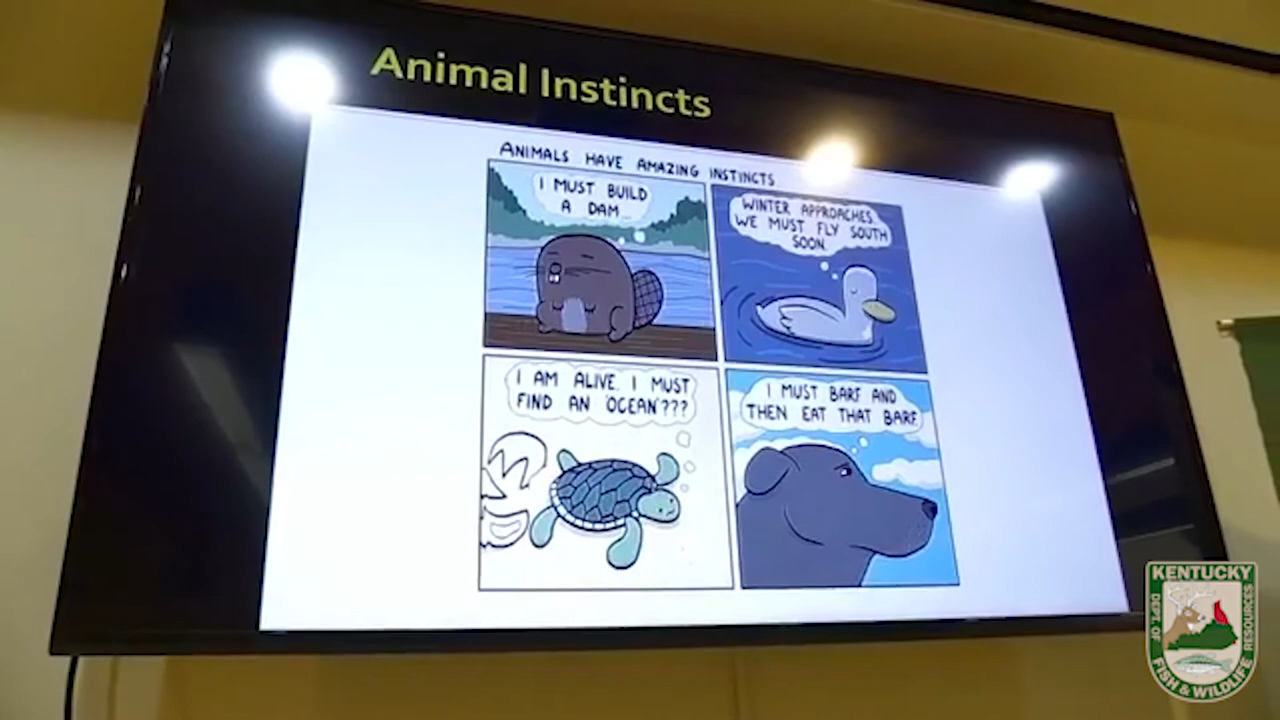 Animal Instincts
ANIMALS HAVE AMAZING INSTINCTS
I MUST BUILD
A DAM...
WINTER APPROACHES.
WE MUST FLY SOUTH
SOON.
I AM ALIVE. I MUST
FIND AN 'OCEAN'???
I MUST BARF AND
THEN EAT THAT BARF.
KENTUCKY
DEPT. OF
FISH & WILDLIFE
RESOURCES